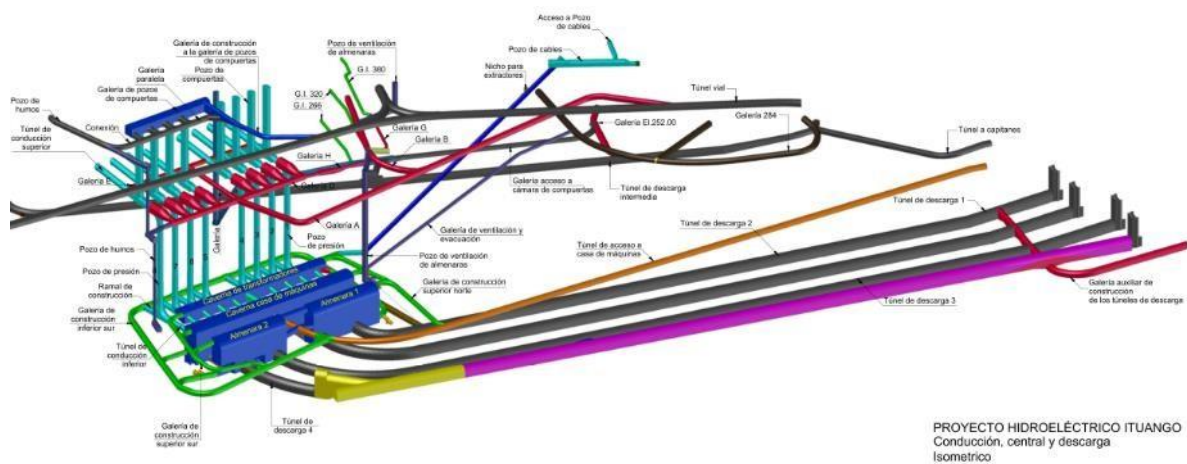 Acceso a Pozo
de cables
Pozo de cables
Galería de construcción
a la galería de pozos
de compuertas
Pozo de
compuertas
Galería
paralela
Galería de pozos
de compuertas
Pozo de ventilación
de almenaras
G.I. 380
G.I. 320
G.I. 266
Nicho para
extractores
Pozo de
humos
Túnel de
conducción
superior
Conexión
Túnel vial
Galería El.252.00
Galería 284
Túnel a capitanes
Galería G
Galería B
Galería H
Galería E
Galería acceso a
cámara de compuertas
Túnel de descarga
intermedia
Galería A
Túnel de descarga 1
Túnel de descarga 2
Pozo de humos
Pozo de
presión
Galería de ventilación y
evacuación
Túnel de acceso a
casa de máquinas
Pozo de presión
Pozo de ventilación
de almenaras
Ramal de
construcción
Caverna de transformadores
Caverna casa de máquinas
Almenara 1
Almenara 2
Galería de construcción
superior norte
Túnel de descarga 3
Galería auxiliar de
construcción
de los túneles de descarga
Galería de
construcción
inferior sur
Túnel de
conducción
inferior
Galería de
construcción
superior sur
Túnel de
descarga 4
PROYECTO HIDROELÉCTRICO ITUANGO
Conducción, central y descarga
Isometrico